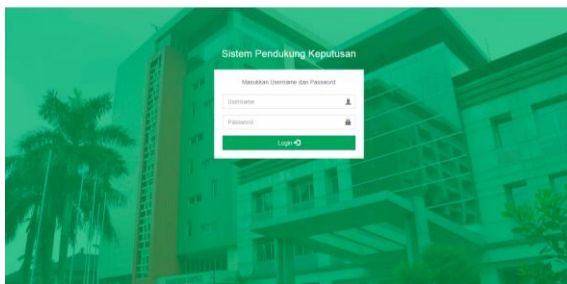 Sistem Pendukung Keputusan
Masukkan Username dan Password
Username
Password
Login